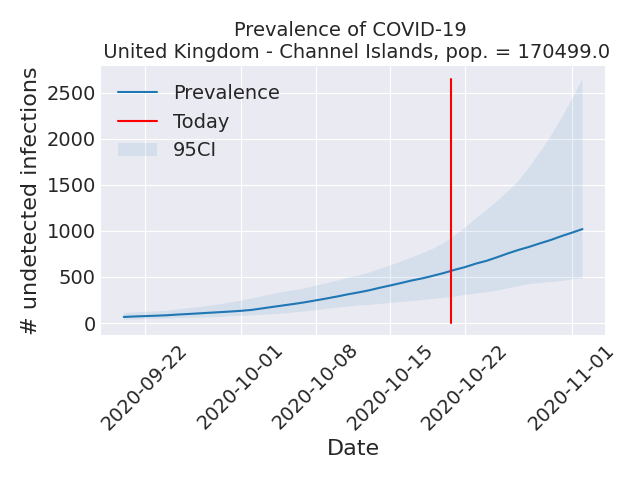 Prevalence of COVID-19
United Kingdom - Channel Islands, pop. = 170499.0
# undetected infections
2500
2000
1500
1000
500
0
Prevalence
Today
95CI
2020-09-22
2020-10-01
2020-10-08
2020-10-15
2020-10-22
2020-11-01
Date